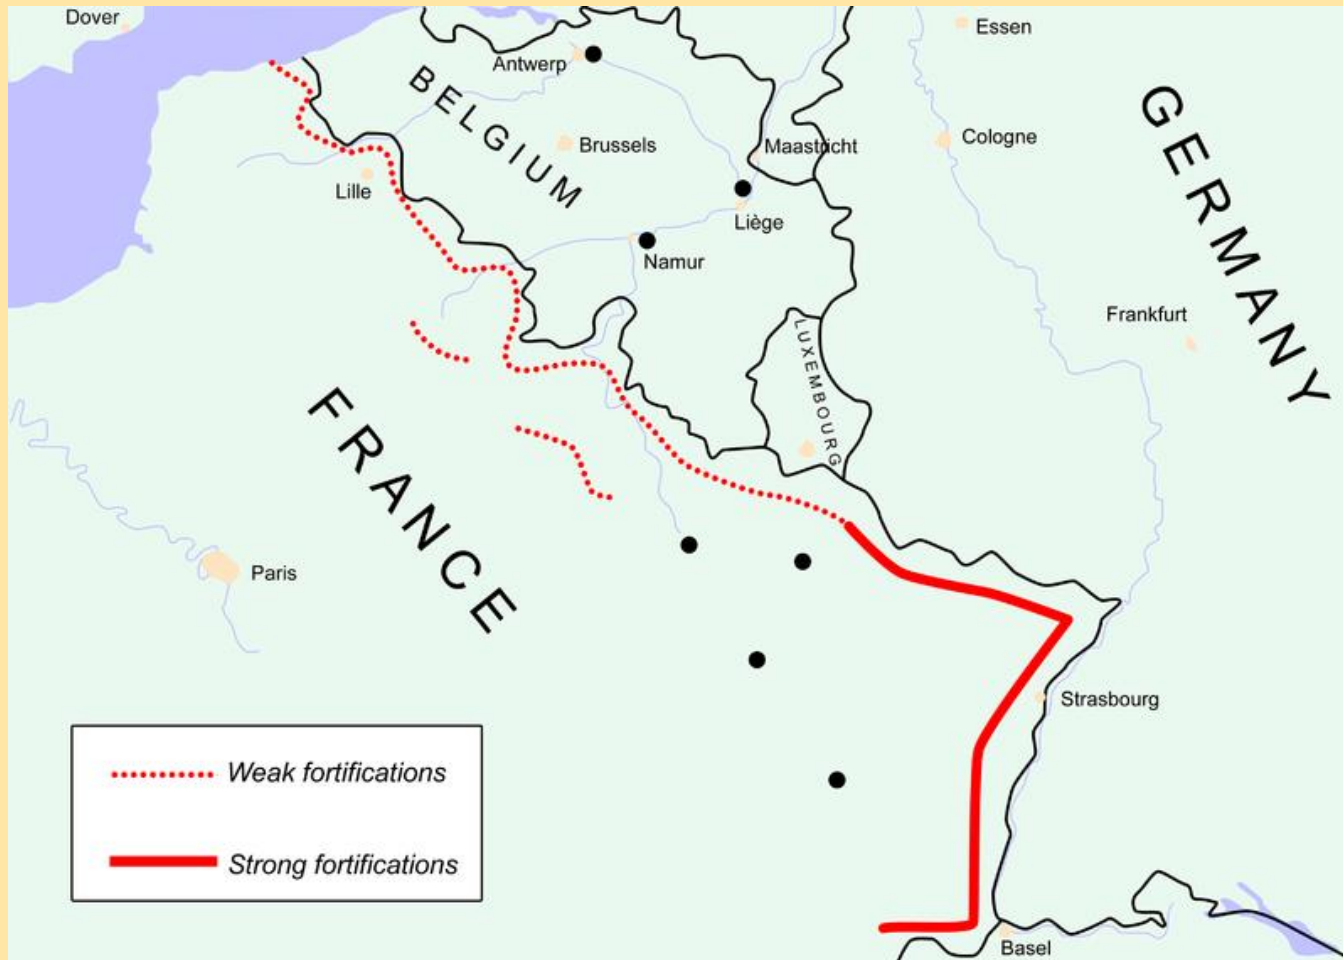 Dover
Essen
Antwerp
BELGIUM
GERMANY
Brussels
Maastricht
Cologne
Lille
Liège
Namur
Frankfurt
LUXEMBOURG
FRANCE
Paris
Strasbourg
Weak fortifications
Strong fortifications
Basel